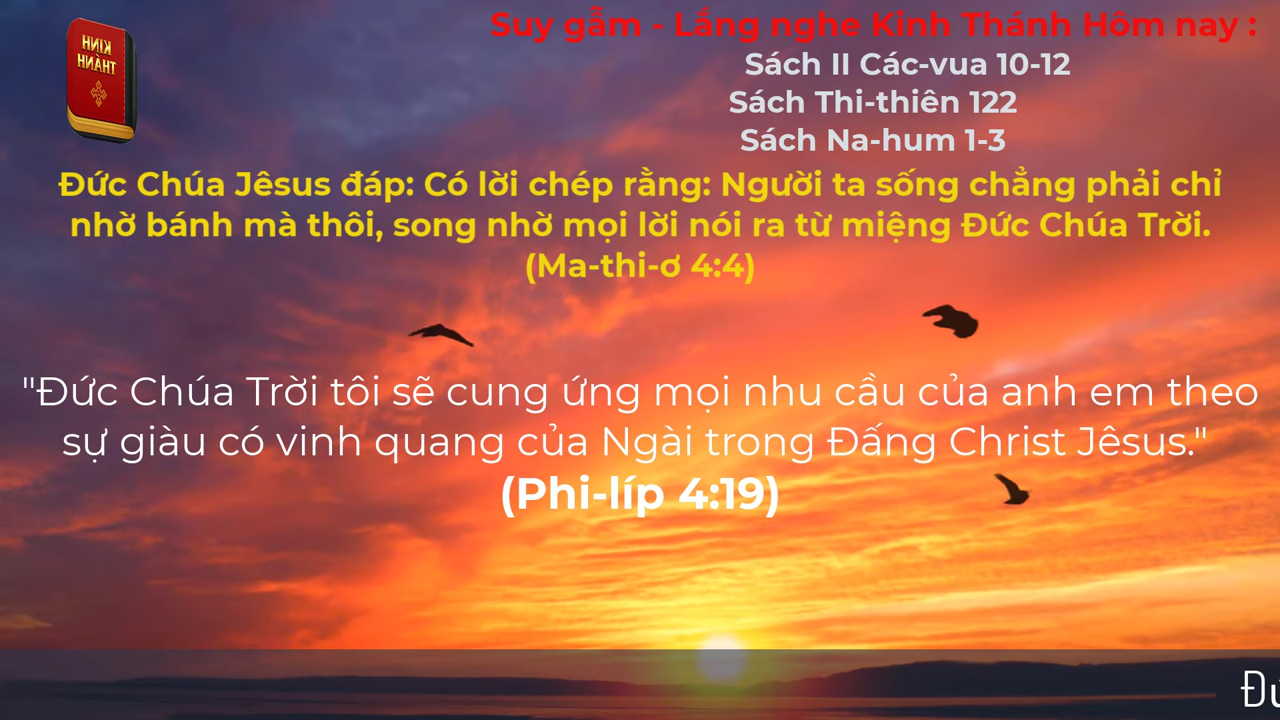 KINH
THÁNH
Suy gẫm - Lắng nghe Kinh Thánh Hôm nay :
Sách II Các-vua 10-12
Sách Thi-thiên 122
Sách Na-hum 1-3
Đức Chúa Jêsus đáp: Có lời chép rằng: Người ta sống chẳng phải chỉ
nhờ bánh mà thôi, song nhờ mọi lời nói ra từ miệng Đức Chúa Trời.
(Ma-thi-ơ 4:4)
"Đức Chúa Trời tôi sẽ cung ứng mọi nhu cầu của anh em theo
sự giàu có vinh quang của Ngài trong Đấng Christ Jêsus."
(Phi-líp 4:19)